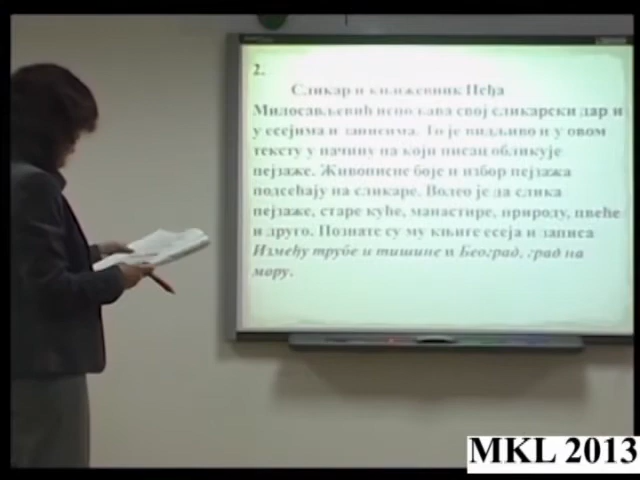 2.
Сликар и књижевник Пеђа
Милосављевић испољава свој сликарски дар и
у есејима и записима. То је видљиво и у овом
тексту у начину на који писац обликује
пејзаже. Живописне боје и избор пејзажа
подсећају на сликаре. Волео је да слика
пејзаже, старе куће, манастире, природу, цвеће
и друго. Познате су му књиге есеја и записа
Између трубе и тишине и Београд, град на
мору.
MKL 2013